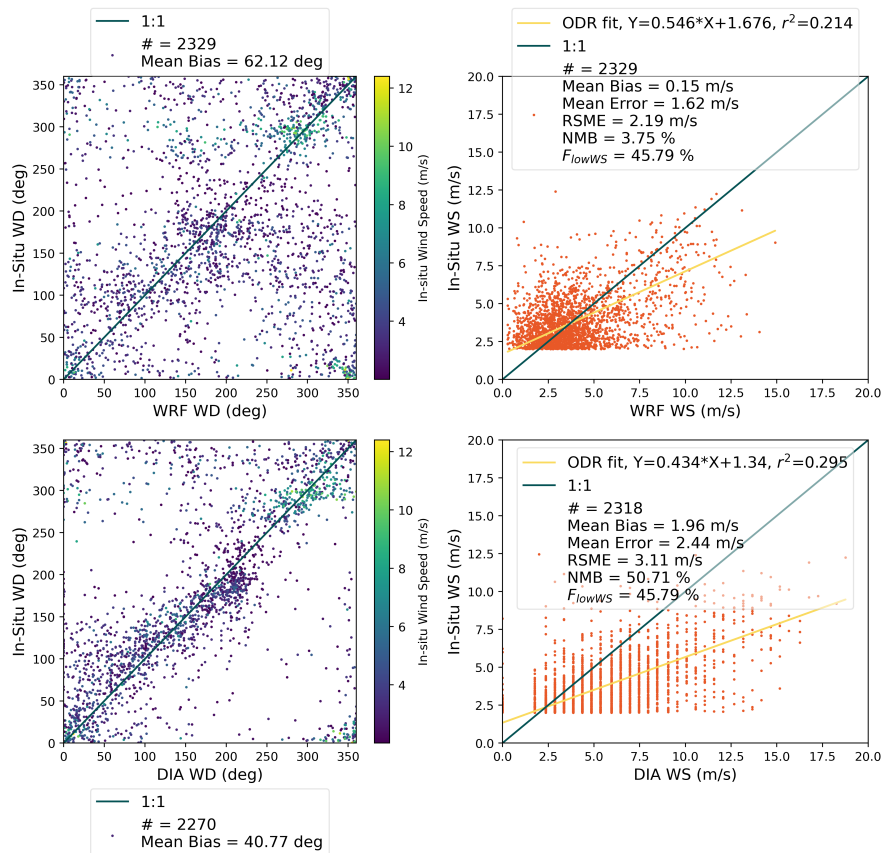 1:1
# = 2329
Mean Bias = 62.12 deg
350
300
250
200
150
100
50
0
In-Situ WD (deg)
0 50 100 150 200 250 300 350
WRF WD (deg)
12
10
8
6
4
In-situ Wind Speed (m/s)
ODR fit, Y=0.546*X+1.676, r²=0.214
1:1
# = 2329
Mean Bias = 0.15 m/s
Mean Error = 1.62 m/s
RSME = 2.19 m/s
NMB = 3.75 %
F_lowWS = 45.79 %
20.0
17.5
15.0
12.5
10.0
7.5
5.0
2.5
0.0
In-Situ WS (m/s)
0.0 2.5 5.0 7.5 10.0 12.5 15.0 17.5 20.0
WRF WS (m/s)
350
300
250
200
150
100
50
0
In-Situ WD (deg)
0 50 100 150 200 250 300 350
DIA WD (deg)
12
10
8
6
4
In-situ Wind Speed (m/s)
1:1
# = 2270
Mean Bias = 40.77 deg
ODR fit, Y=0.434*X+1.34, r²=0.295
1:1
# = 2318
Mean Bias = 1.96 m/s
Mean Error = 2.44 m/s
RSME = 3.11 m/s
NMB = 50.71 %
F_lowWS = 45.79 %
20.0
17.5
15.0
12.5
10.0
7.5
5.0
2.5
0.0
In-Situ WS (m/s)
0.0 2.5 5.0 7.5 10.0 12.5 15.0 17.5 20.0
DIA WS (m/s)